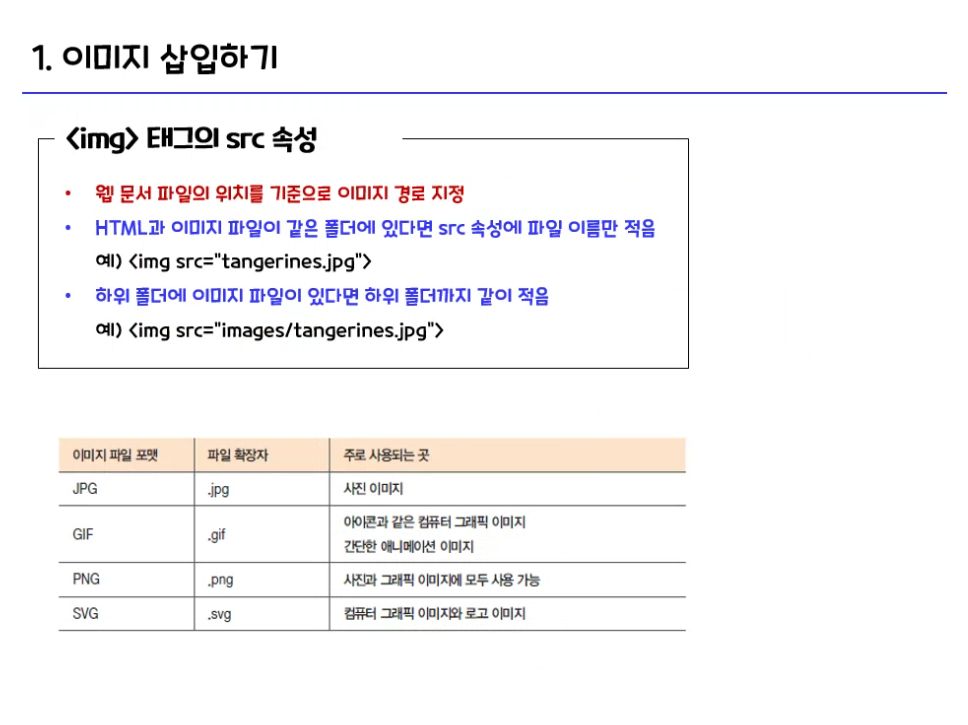 1. 이미지 삽입하기
<img> 태그의 src 속성
• 웹 문서 파일의 위치를 기준으로 이미지 경로 지정
• HTML과 이미지 파일이 같은 폴더에 있다면 src 속성에 파일 이름만 적음
예) <img src="tangerines.jpg">
• 하위 폴더에 이미지 파일이 있다면 하위 폴더까지 같이 적음
예) <img src="images/tangerines.jpg">
이미지 파일 포맷 파일 확장자 주로 사용되는 곳
JPG .jpg 사진 이미지
GIF .gif 아이콘과 같은 컴퓨터 그래픽 이미지
간단한 애니메이션 이미지
PNG .png 사진과 그래픽 이미지에 모두 사용 가능
SVG .svg 컴퓨터 그래픽 이미지와 로고 이미지